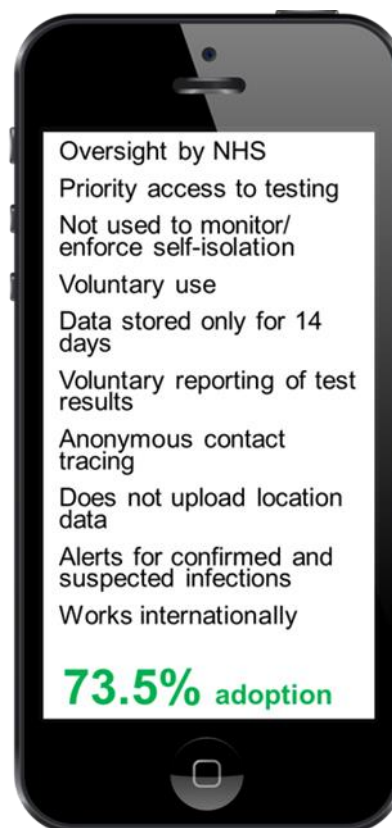 Oversight by NHS
Priority access to testing
Not used to monitor/
enforce self-isolation
Voluntary use
Data stored only for 14
days
Voluntary reporting of test
results
Anonymous contact
tracing
Does not upload location
data
Alerts for confirmed and
suspected infections
Works internationally
73.5% adoption